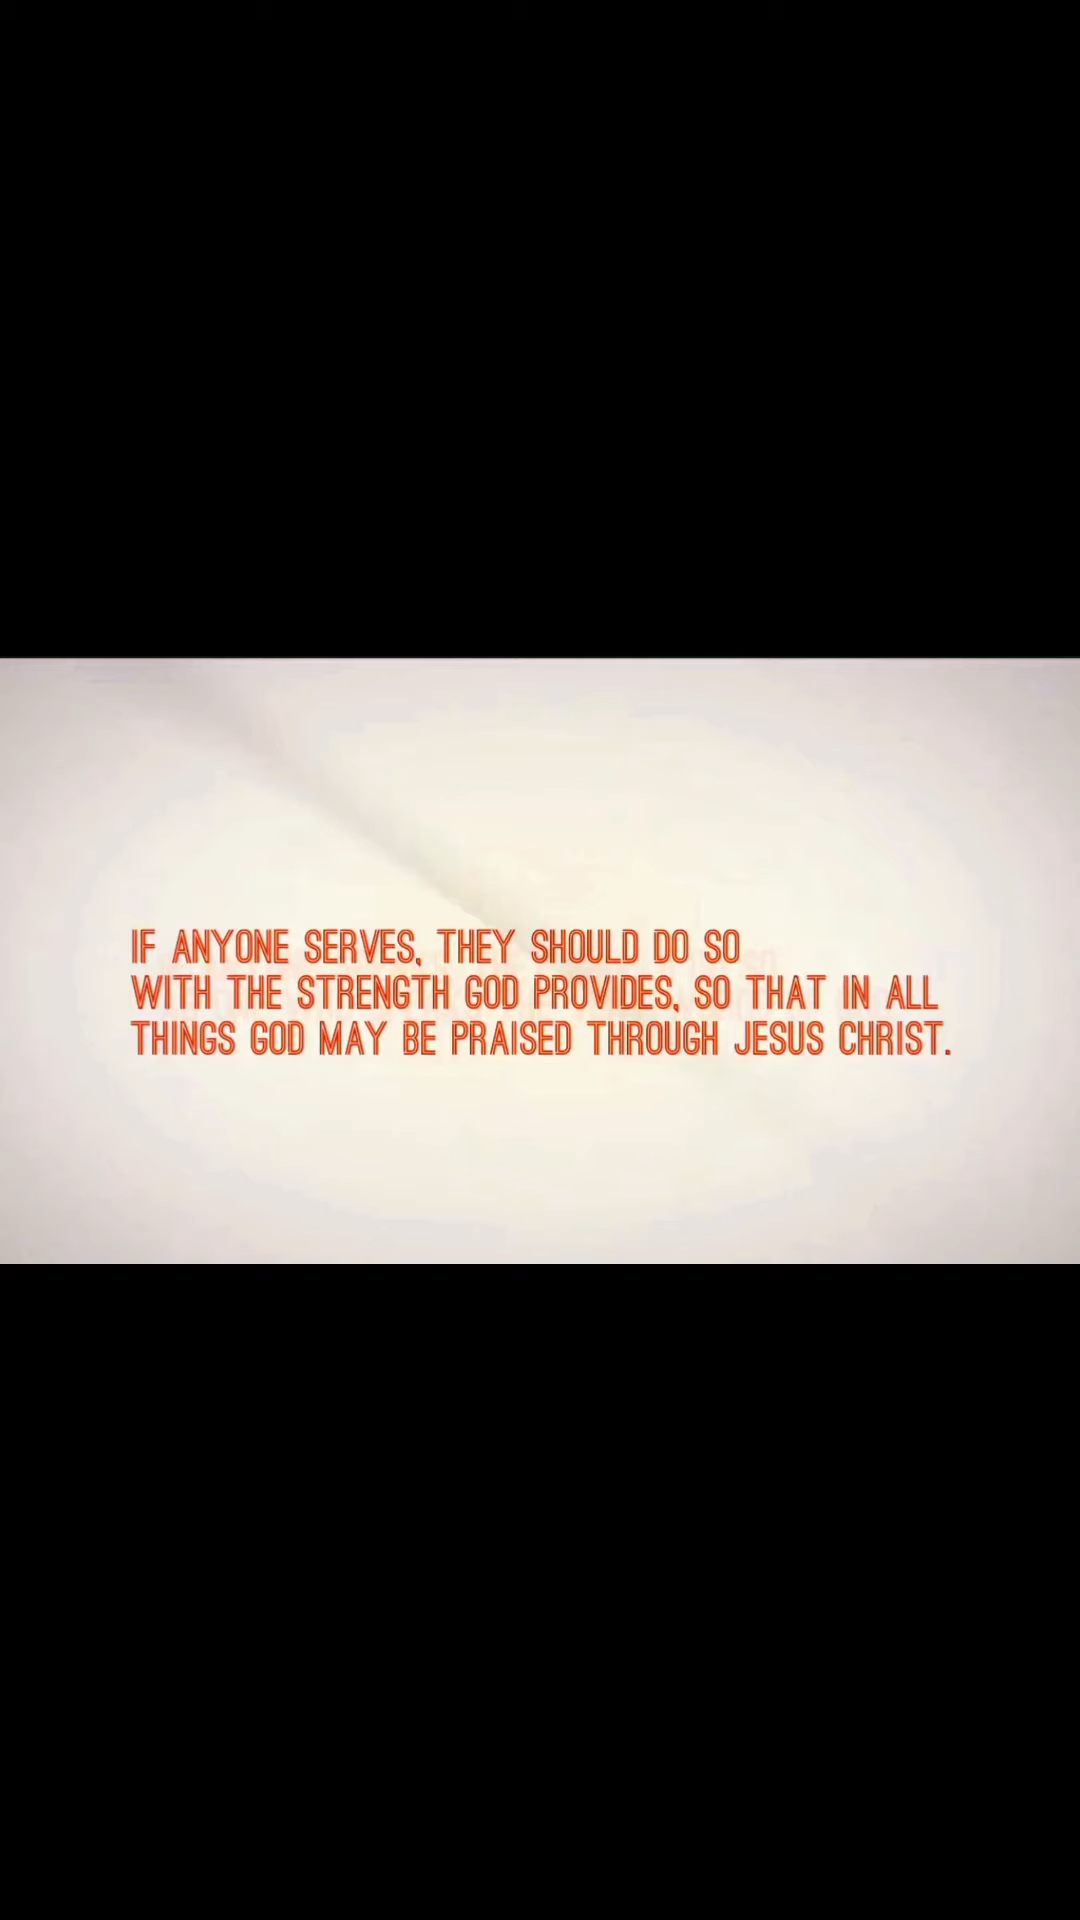 IF ANYONE SERVES, THEY SHOULD DO SO
WITH THE STRENGTH GOD PROVIDES, SO THAT IN ALL
THINGS GOD MAY BE PRAISED THROUGH JESUS CHRIST.